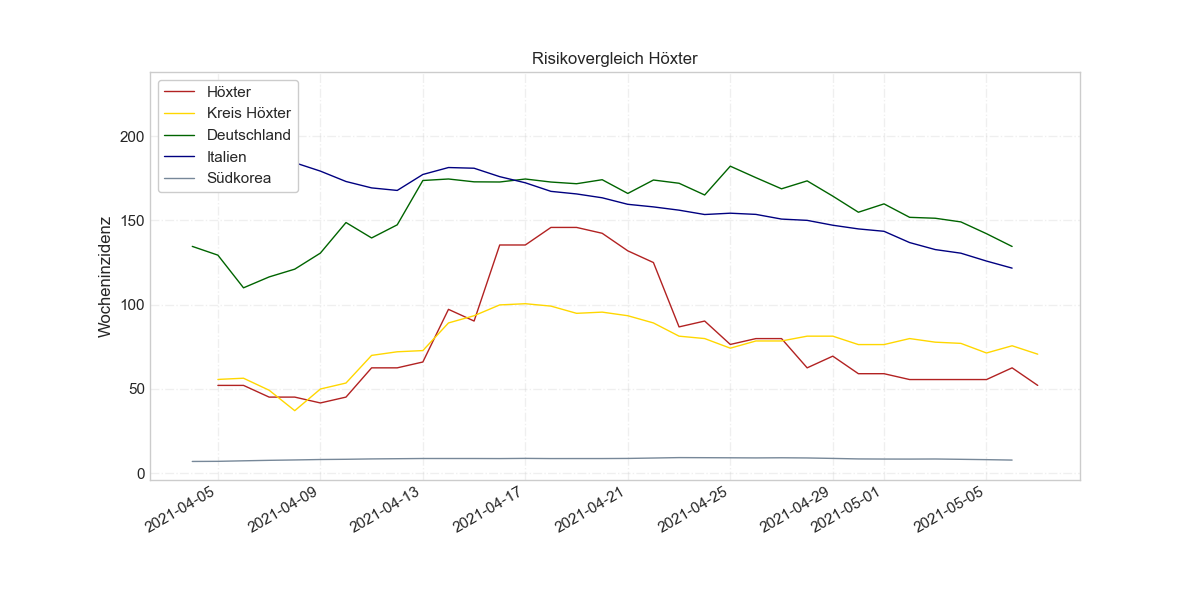 Risikovergleich Höxter
Höxter
Kreis Höxter
Deutschland
Italien
Südkorea
Wocheninzidenz
200
150
100
50
0
2021-04-05
2021-04-09
2021-04-13
2021-04-17
2021-04-21
2021-04-25
2021-04-29
2021-05-01
2021-05-05